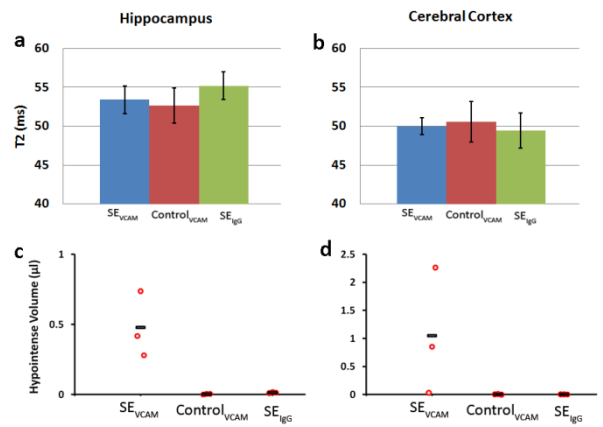 Hippocampus
Cerebral Cortex
a
60
55
50
45
40
T2 (ms)
SEVCAM
ControlVCAM
SEIgG
b
60
55
50
45
40
SEVCAM
ControlVCAM
SEIgG
c
1
0.5
0
Hypointense Volume (µl)
SEVCAM
ControlVCAM
SEIgG
d
2.5
2
1.5
1
0.5
0
SEVCAM
ControlVCAM
SEIgG